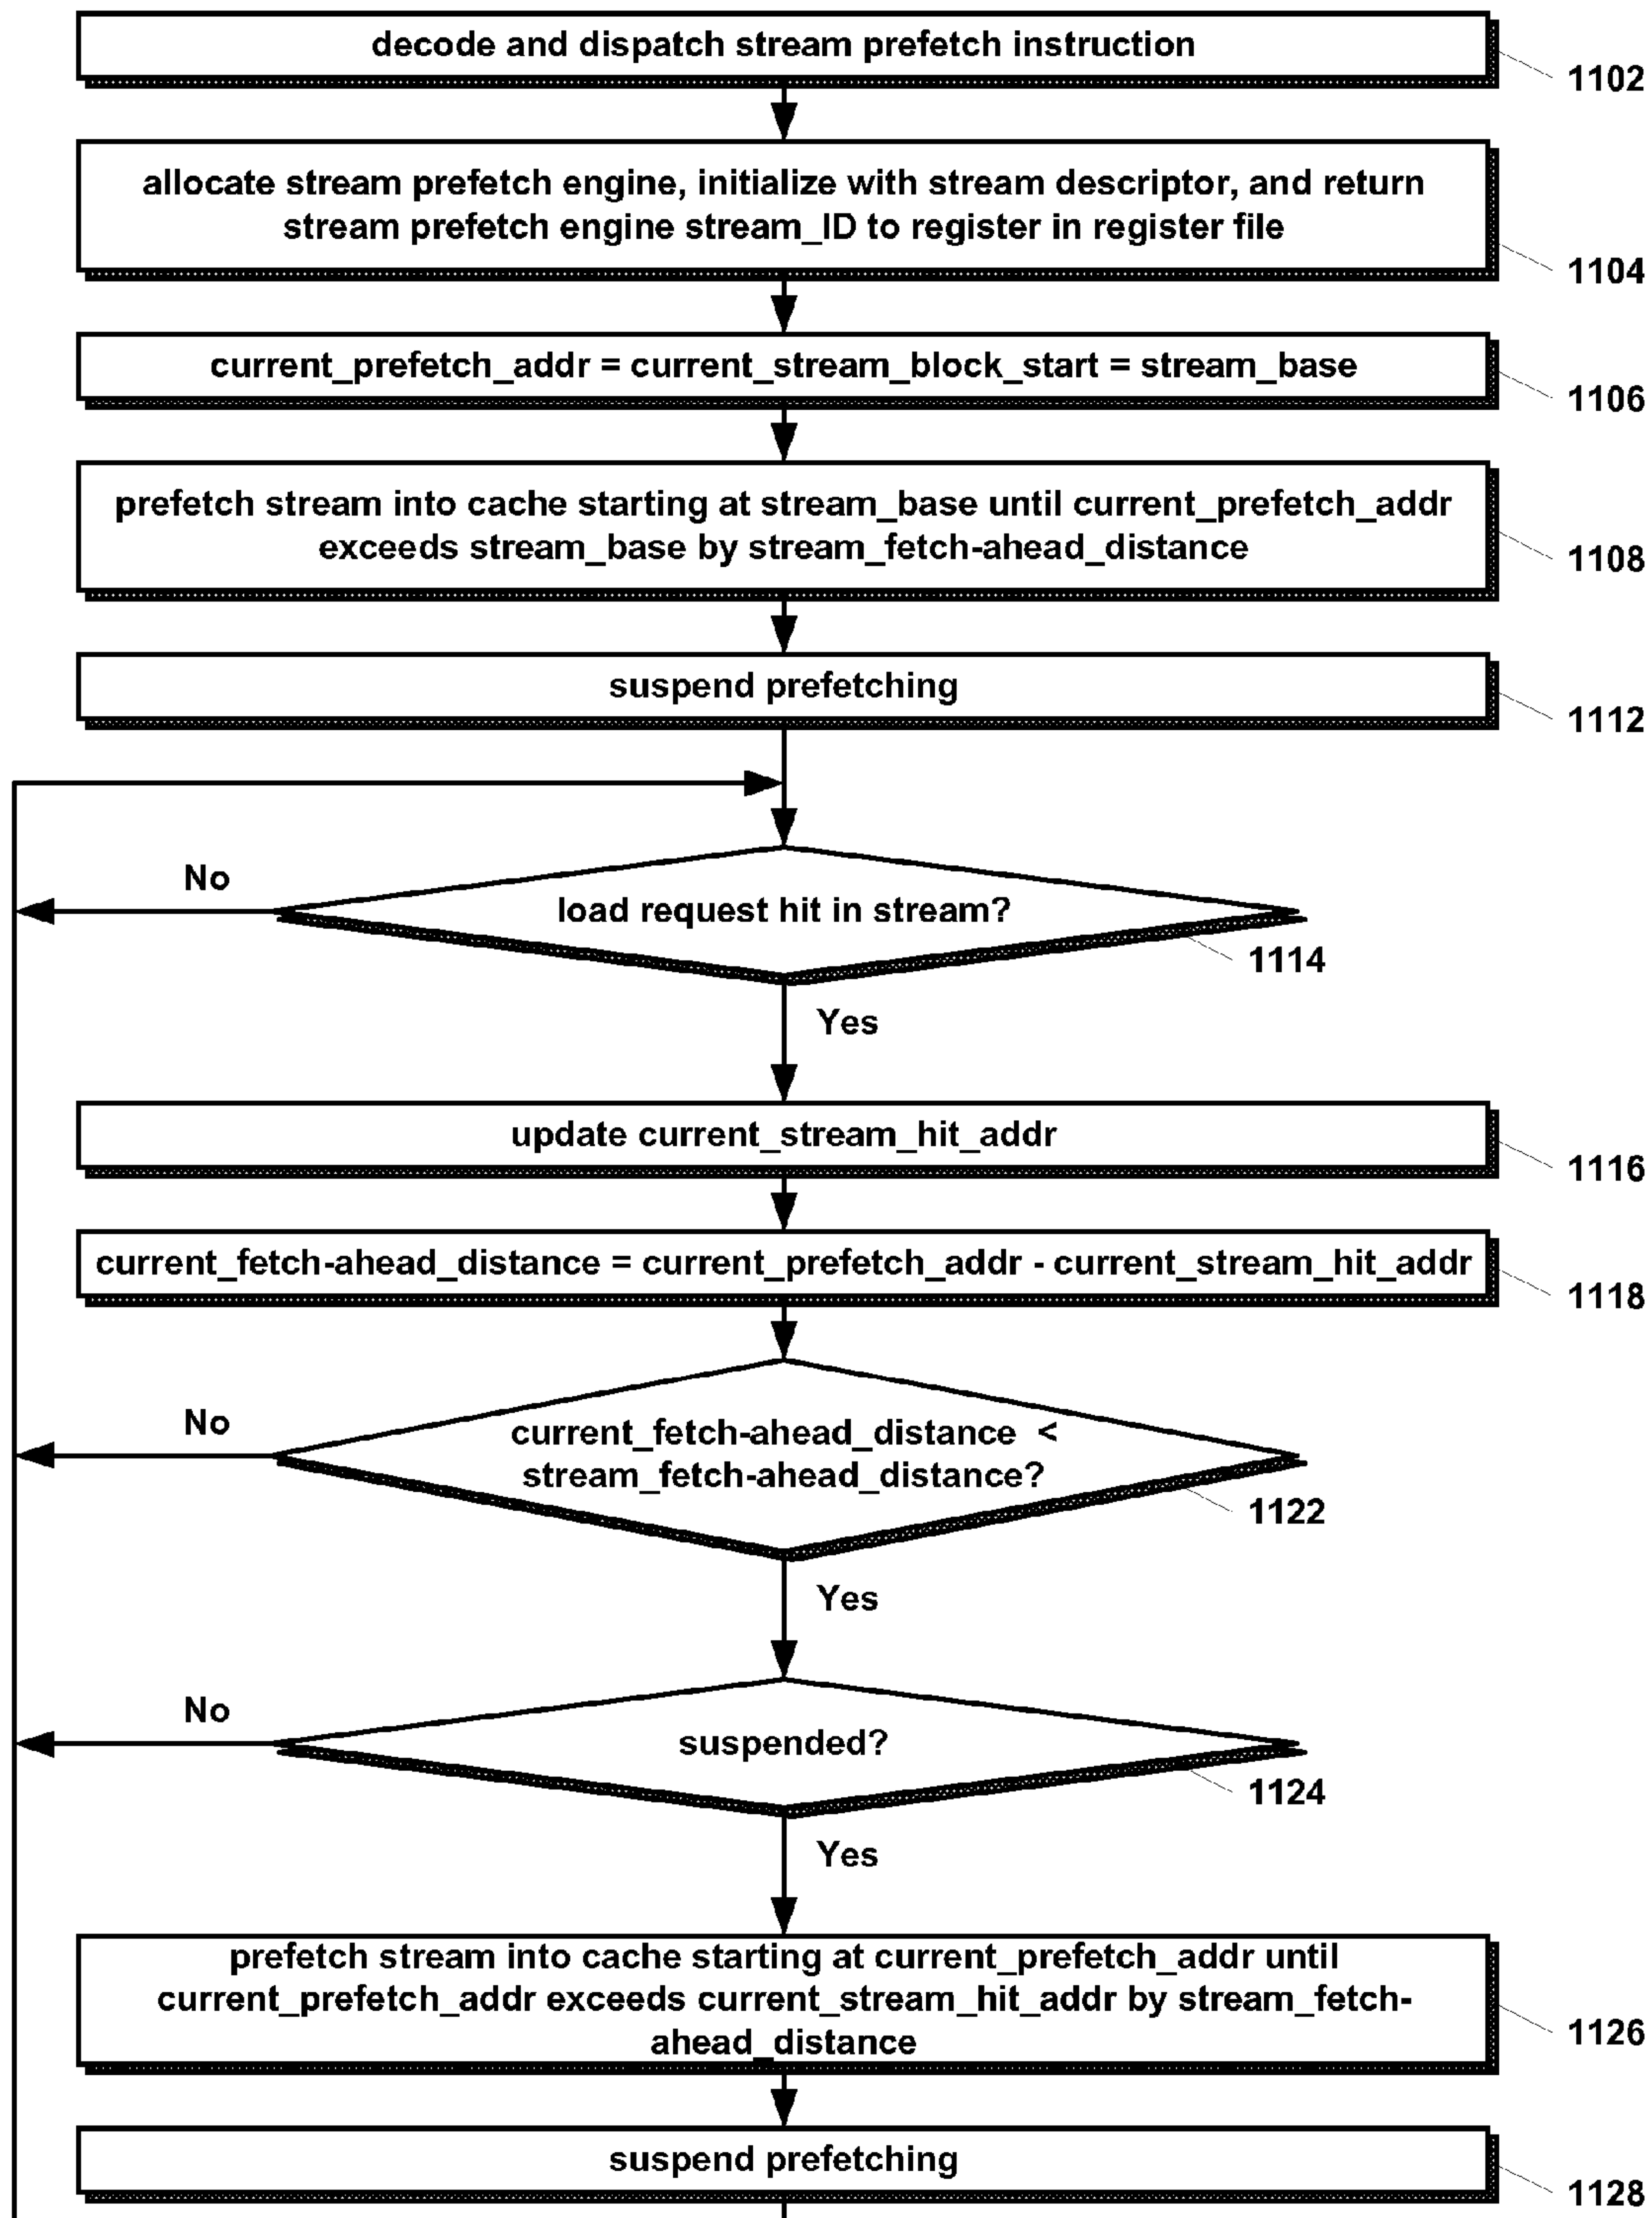 decode and dispatch stream prefetch instruction
1102
allocate stream prefetch engine, initialize with stream descriptor, and return
stream prefetch engine stream_ID to register in register file
1104
current_prefetch_addr = current_stream_block_start = stream_base
1106
prefetch stream into cache starting at stream_base until current_prefetch_addr
exceeds stream_base by stream_fetch-ahead_distance
1108
suspend prefetching
1112
No
load request hit in stream?
1114
Yes
update current_stream_hit_addr
1116
current_fetch-ahead_distance = current_prefetch_addr - current_stream_hit_addr
1118
No
current_fetch-ahead_distance <
stream_fetch-ahead_distance?
1122
Yes
No
suspended?
1124
Yes
prefetch stream into cache starting at current_prefetch_addr until
current_prefetch_addr exceeds current_stream_hit_addr by stream_fetch-
ahead_distance
1126
suspend prefetching
1128